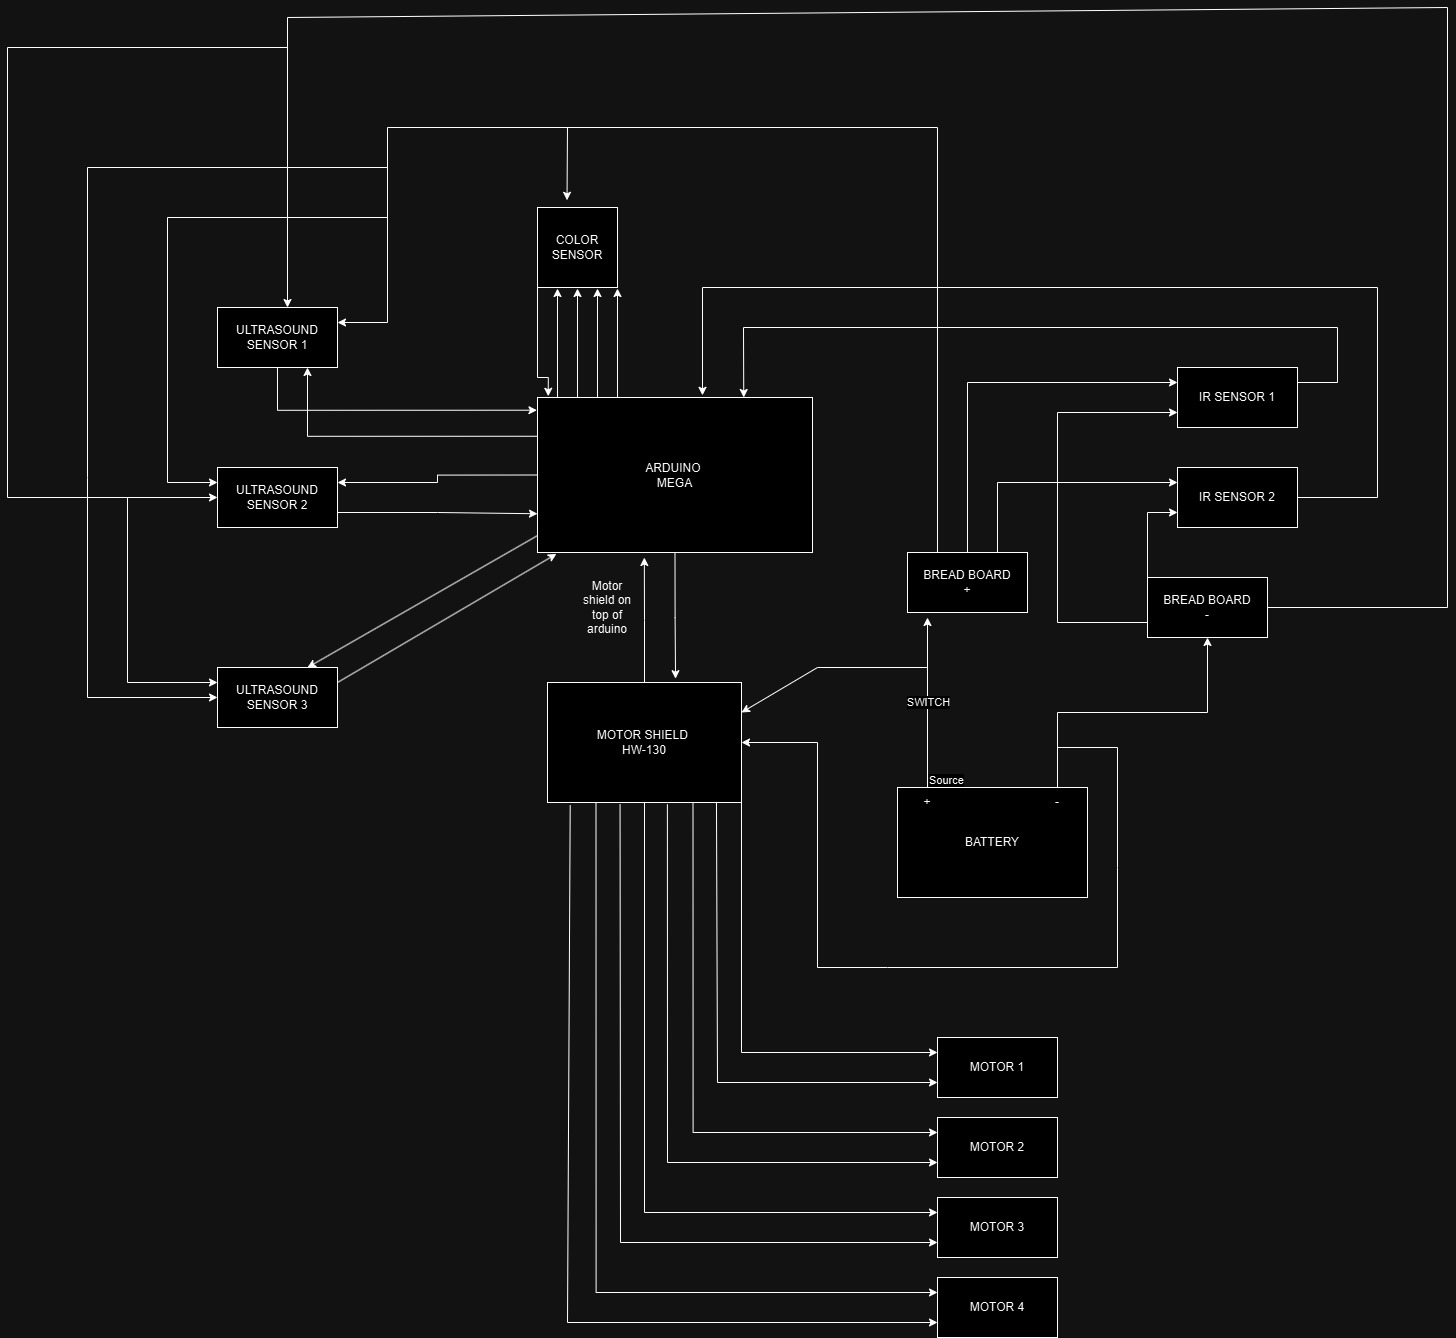 COLOR
SENSOR
ULTRASOUND
SENSOR 1
IR SENSOR 1
ARDUINO
MEGA
ULTRASOUND
SENSOR 2
IR SENSOR 2
BREAD BOARD
+
Motor
shield on
top of
arduino
BREAD BOARD
-
ULTRASOUND
SENSOR 3
SWITCH
MOTOR SHIELD
HW-130
Source
+ -
BATTERY
MOTOR 1
MOTOR 2
MOTOR 3
MOTOR 4